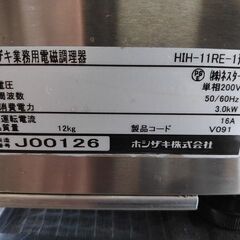 ザキ業務用電磁調理器 HIH-11RE-1
㈱ネスター
電圧 単相200V
周波数 50/60Hz
消費電力 3.0kW
運転電流 16A
質量 12kg 製品コード V091
J00126
ホシザキ株式会社